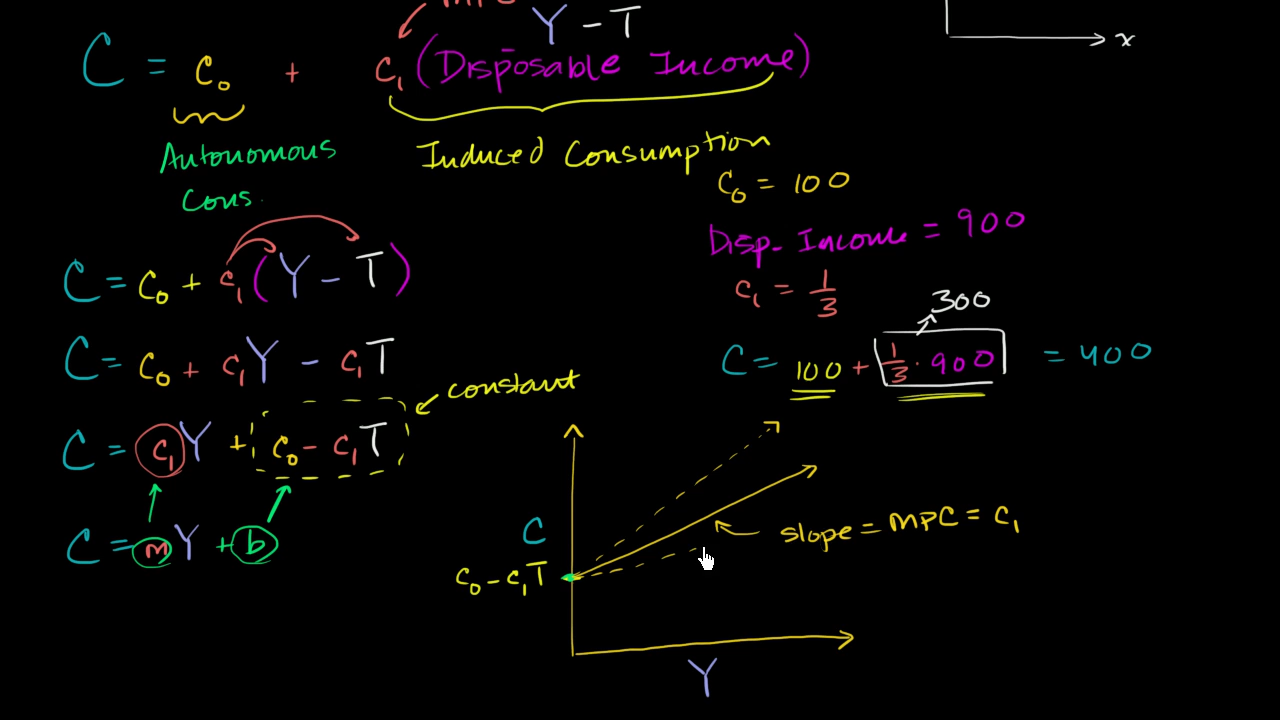 Y - T
x
C = c₀ + c₁ (Disposable Income)
Autonomous
Cons.
Induced Consumption
c₀ = 100
Disp. Income = 900
c₁ = 1/3
300
C = 100 + 1/3 · 900 = 400
C = c₀ + c₁ (Y - T)
C = c₀ + c₁Y - c₁T
constant
C = c₁Y + c₀ - c₁T
C = mY + b
C
c₀ - c₁T
slope = MPC = c₁
Y